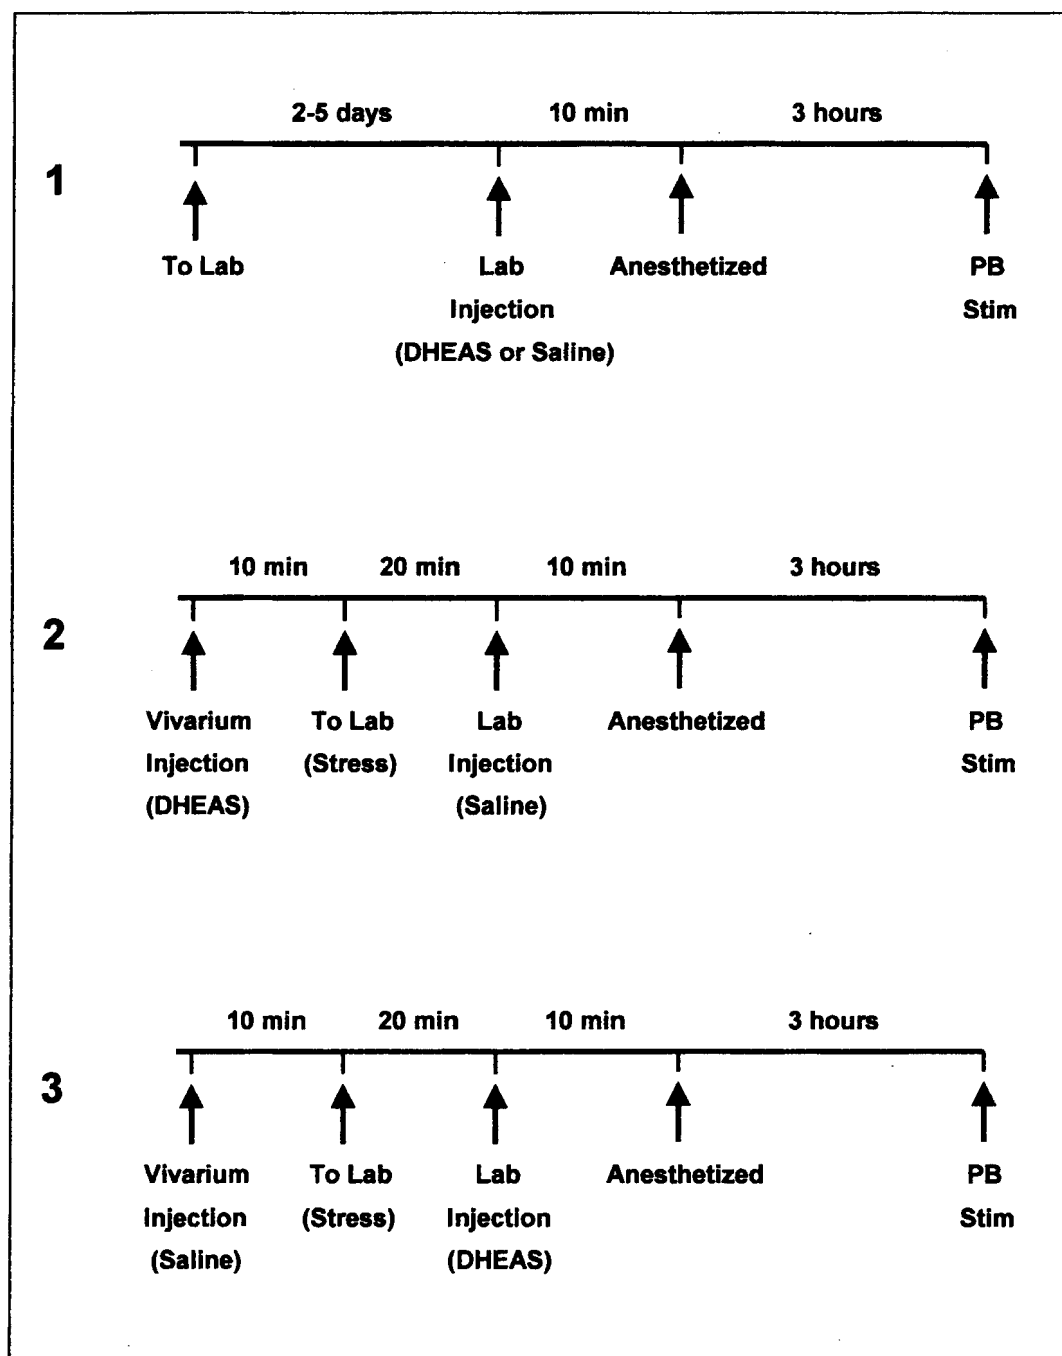 2-5 days 10 min 3 hours
1
To Lab Lab Anesthetized PB
Injection Stim
(DHEAS or Saline)
10 min 20 min 10 min 3 hours
2
Vivarium To Lab Lab Anesthetized PB
Injection (Stress) Injection Stim
(DHEAS) (Saline)
10 min 20 min 10 min 3 hours
3
Vivarium To Lab Lab Anesthetized PB
Injection (Stress) Injection Stim
(Saline) (DHEAS)